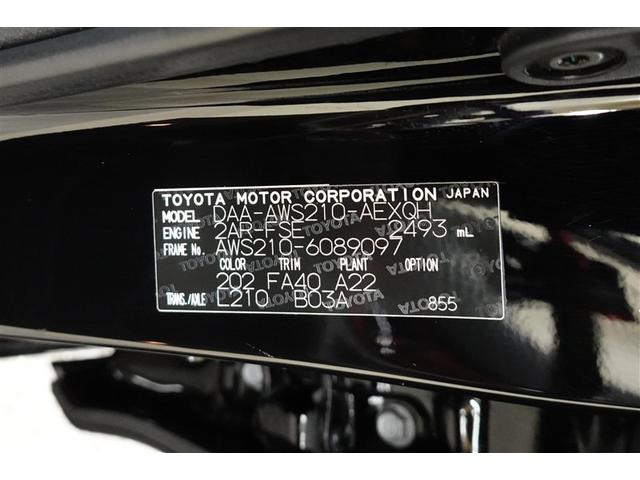 TOYOTA MOTOR CORPORATION JAPAN
MODEL DAA-AWS210-AEXQH
ENGINE 2AR-FSE 2493 mL
FRAME No. AWS210-6089097
COLOR TRIM PLANT OPTION
202 FA40 A22
TRANS./AXLE L210 B03A 855